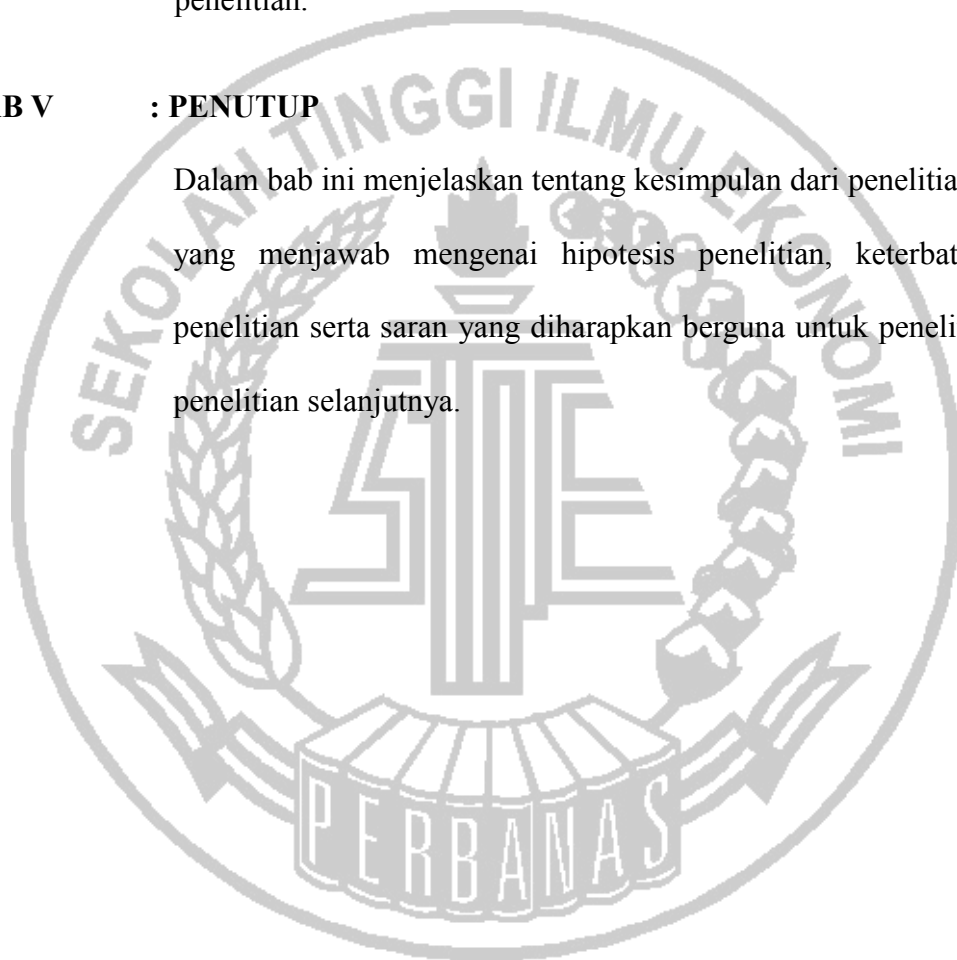 penelitian.
AB V : PENUTUP
Dalam bab ini menjelaskan tentang kesimpulan dari penelitia
yang menjawab mengenai hipotesis penelitian, keterbat
penelitian serta saran yang diharapkan berguna untuk peneli
penelitian selanjutnya.
SEKOLAH TINGGI ILMU EKONOMI
PERBANAS